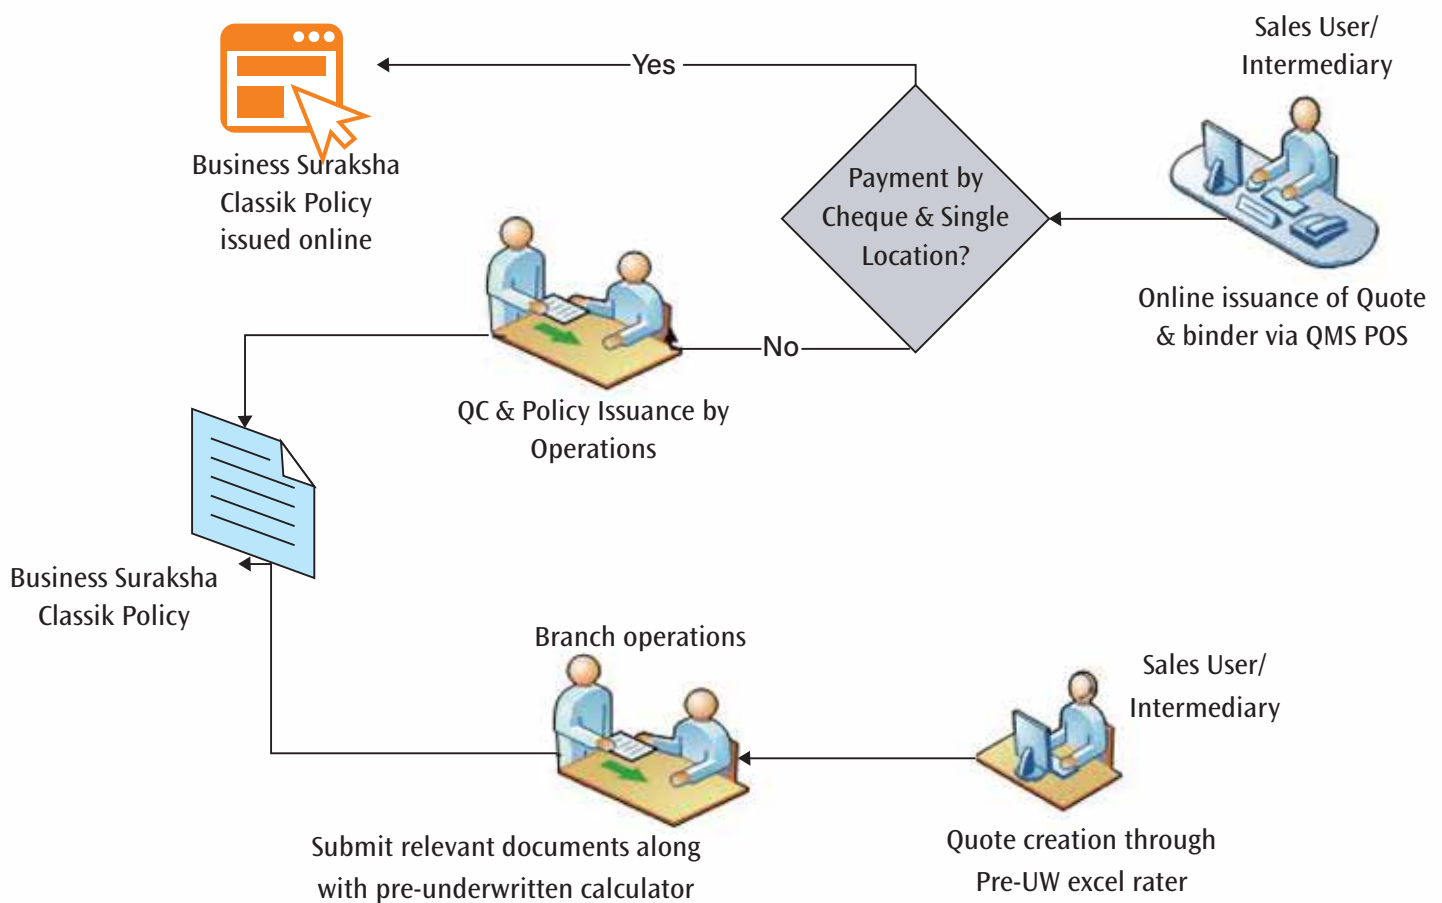 Sales User/
Intermediary
Yes
Business Suraksha
Classik Policy
issued online
Payment by
Cheque & Single
Location?
Online issuance of Quote
& binder via QMS POS
No
QC & Policy Issuance by
Operations
Business Suraksha
Classik Policy
Branch operations
Sales User/
Intermediary
Submit relevant documents along
with pre-underwritten calculator
Quote creation through
Pre-UW excel rater